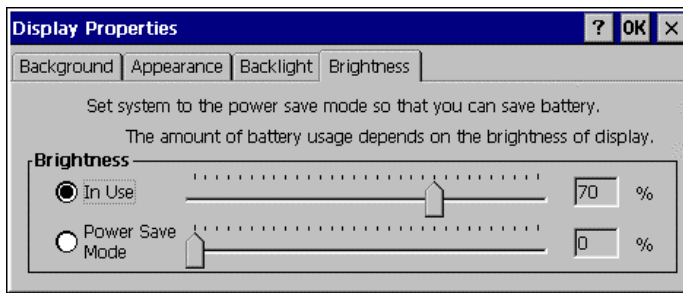 Display Properties ? OK ×
Background Appearance Backlight Brightness
Set system to the power save mode so that you can save battery.
The amount of battery usage depends on the brightness of display.
Brightness
In Use 70 %
Power Save
Mode 0 %